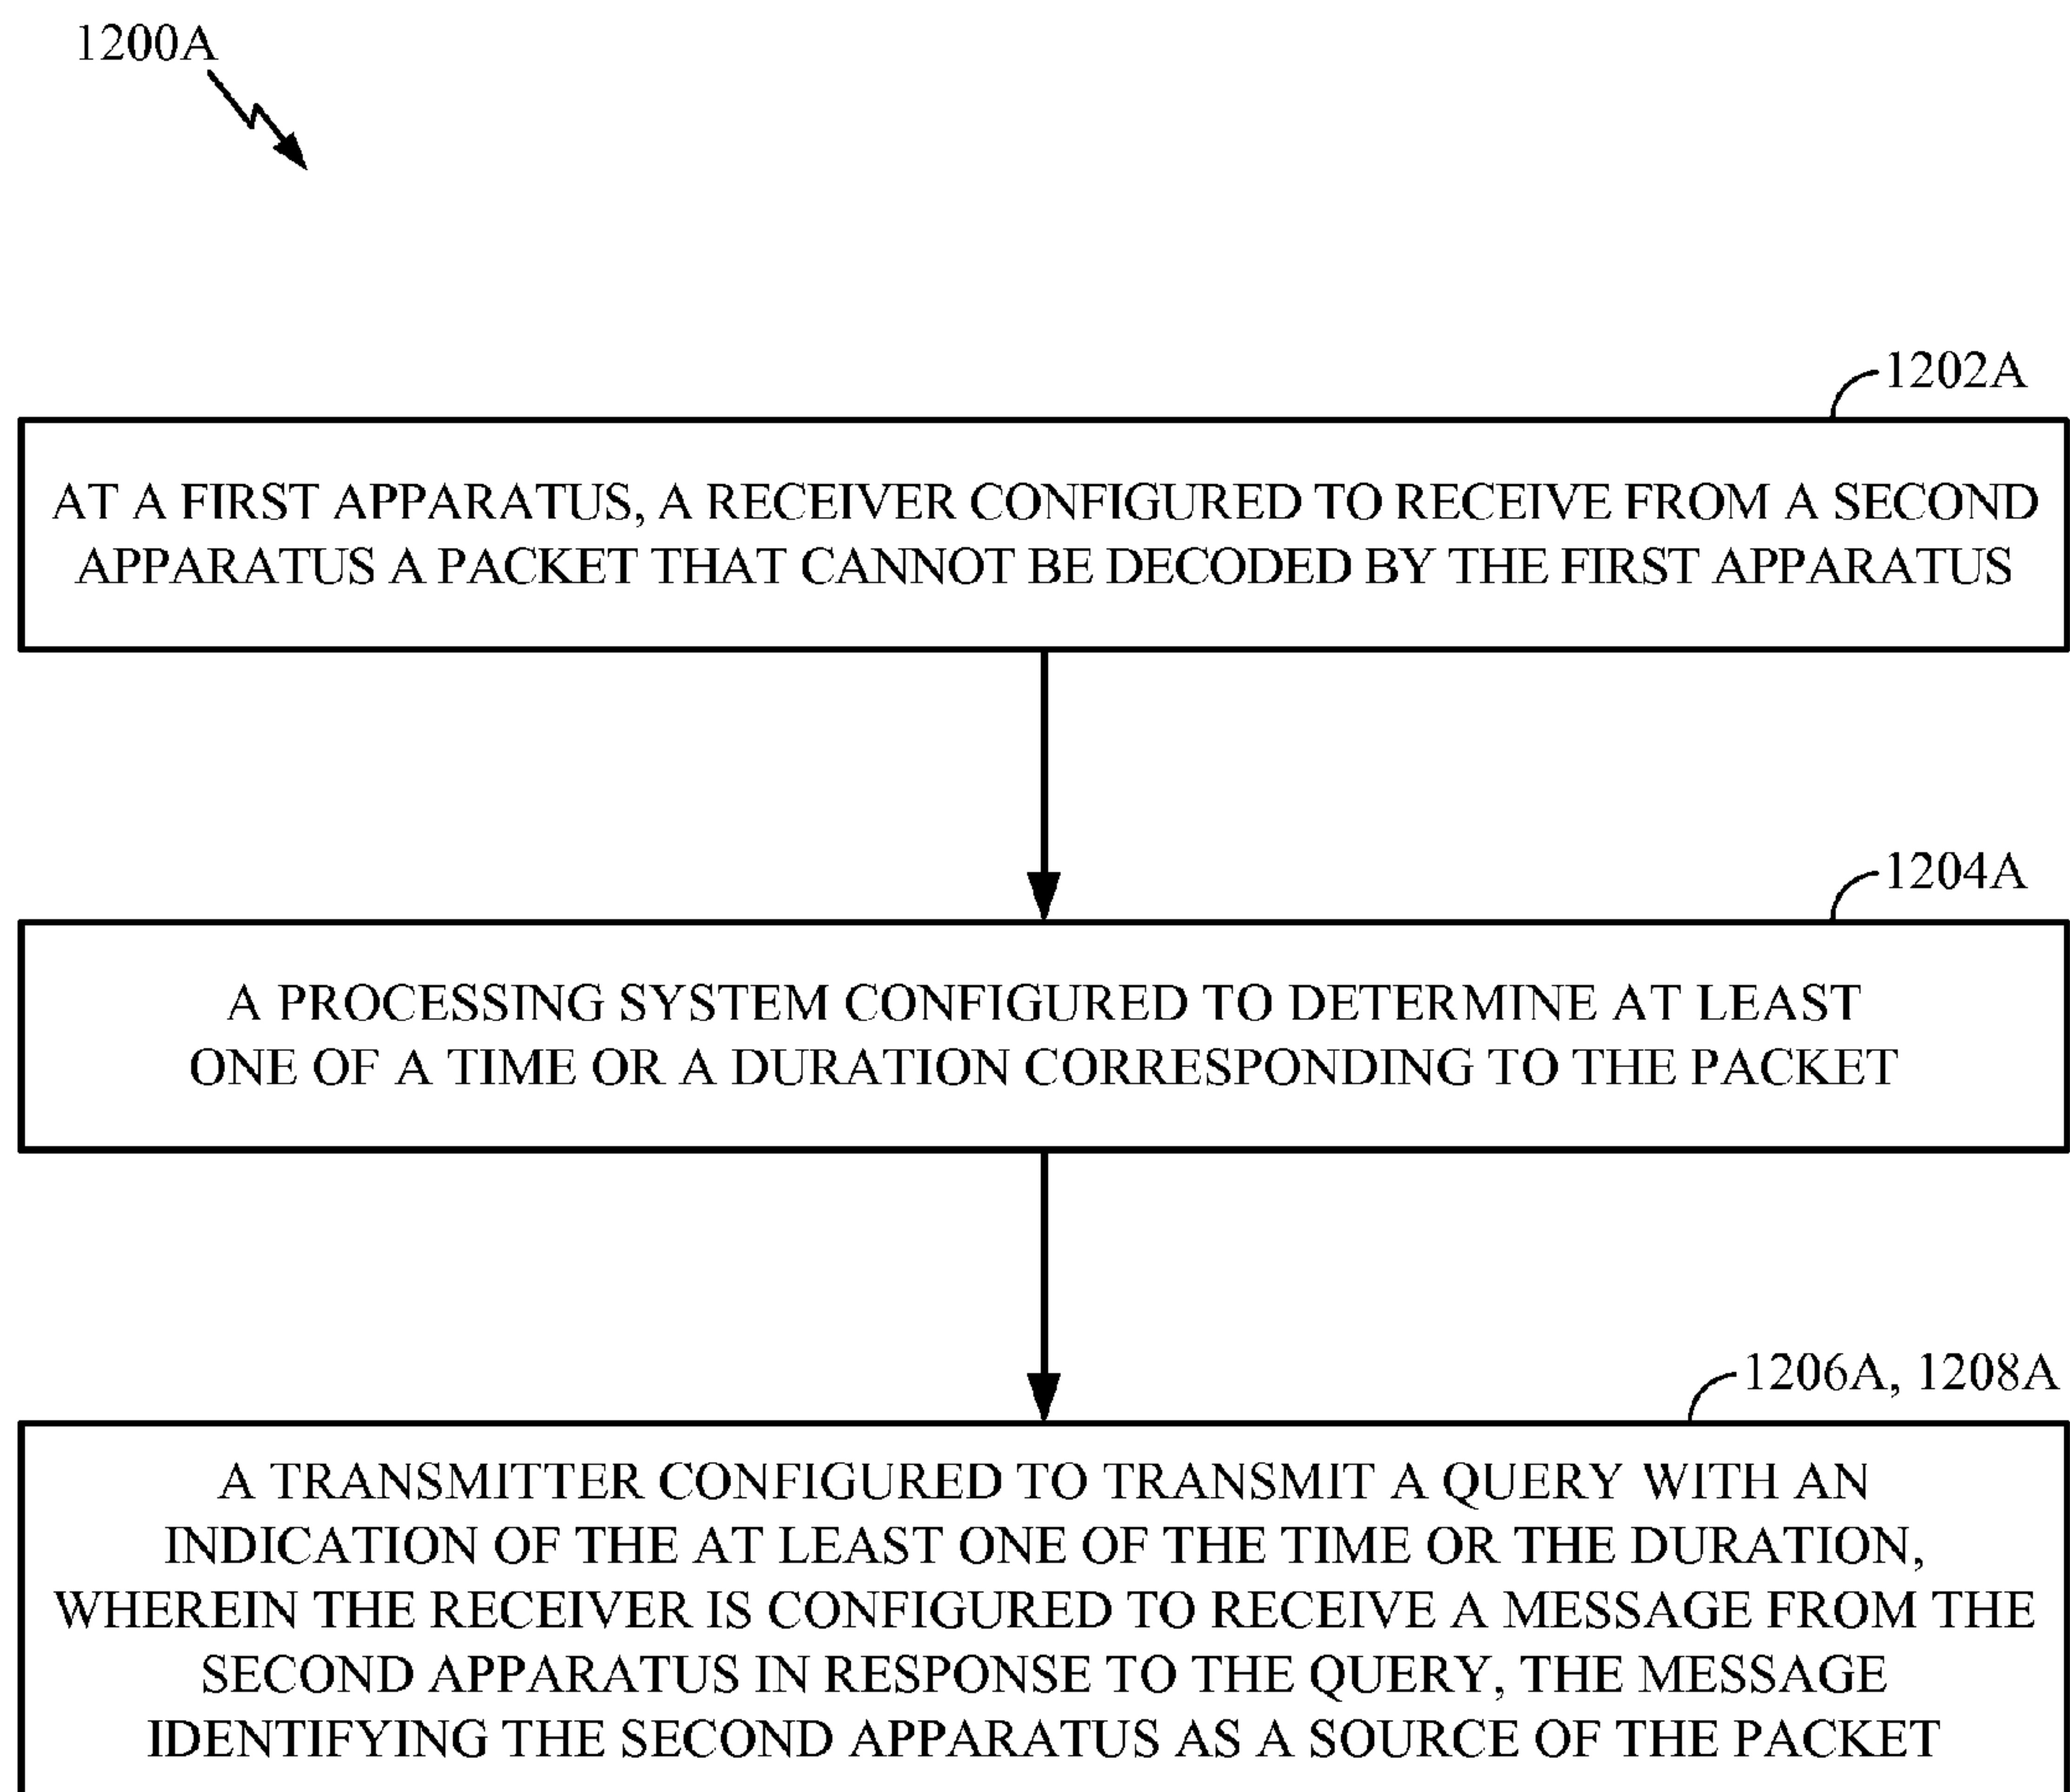 1200A
1202A
AT A FIRST APPARATUS, A RECEIVER CONFIGURED TO RECEIVE FROM A SECOND
APPARATUS A PACKET THAT CANNOT BE DECODED BY THE FIRST APPARATUS
1204A
A PROCESSING SYSTEM CONFIGURED TO DETERMINE AT LEAST
ONE OF A TIME OR A DURATION CORRESPONDING TO THE PACKET
1206A, 1208A
A TRANSMITTER CONFIGURED TO TRANSMIT A QUERY WITH AN
INDICATION OF THE AT LEAST ONE OF THE TIME OR THE DURATION,
WHEREIN THE RECEIVER IS CONFIGURED TO RECEIVE A MESSAGE FROM THE
SECOND APPARATUS IN RESPONSE TO THE QUERY, THE MESSAGE
IDENTIFYING THE SECOND APPARATUS AS A SOURCE OF THE PACKET